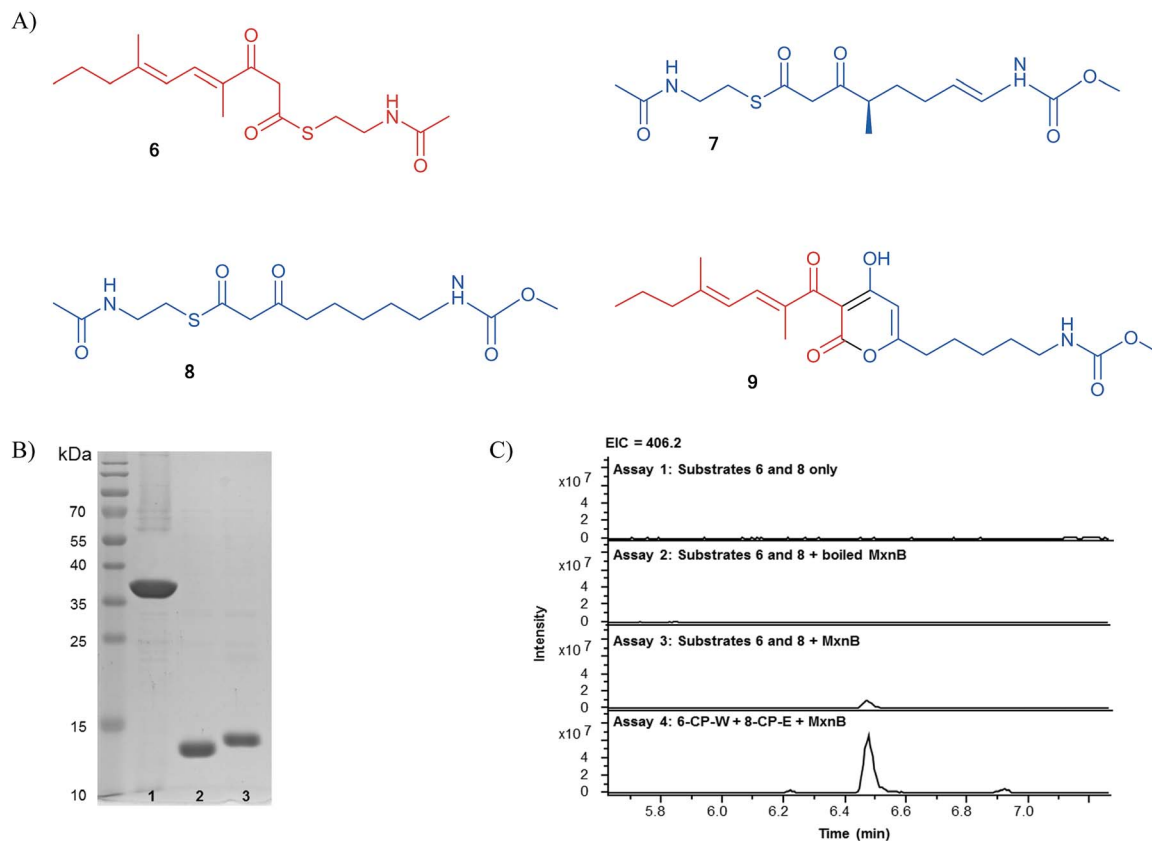 A)
O
O
S
H
N
O
6
H
N
O
S
O
O
H
N
O
O
7
H
N
O
S
O
O
H
N
O
O
8
O
OH
O
O
H
N
O
O
9
B)
kDa
70
55
40
35
25
15
10
1 2 3
C)
EIC = 406.2
Assay 1: Substrates 6 and 8 only
x10 7
4
2
0
Assay 2: Substrates 6 and 8 + boiled MxnB
x10 7
4
2
0
Assay 3: Substrates 6 and 8 + MxnB
x10 7
4
2
0
Assay 4: 6-CP-W + 8-CP-E + MxnB
x10 7
4
2
0
Intensity
5.8 6.0 6.2 6.4 6.6 6.8 7.0
Time (min)